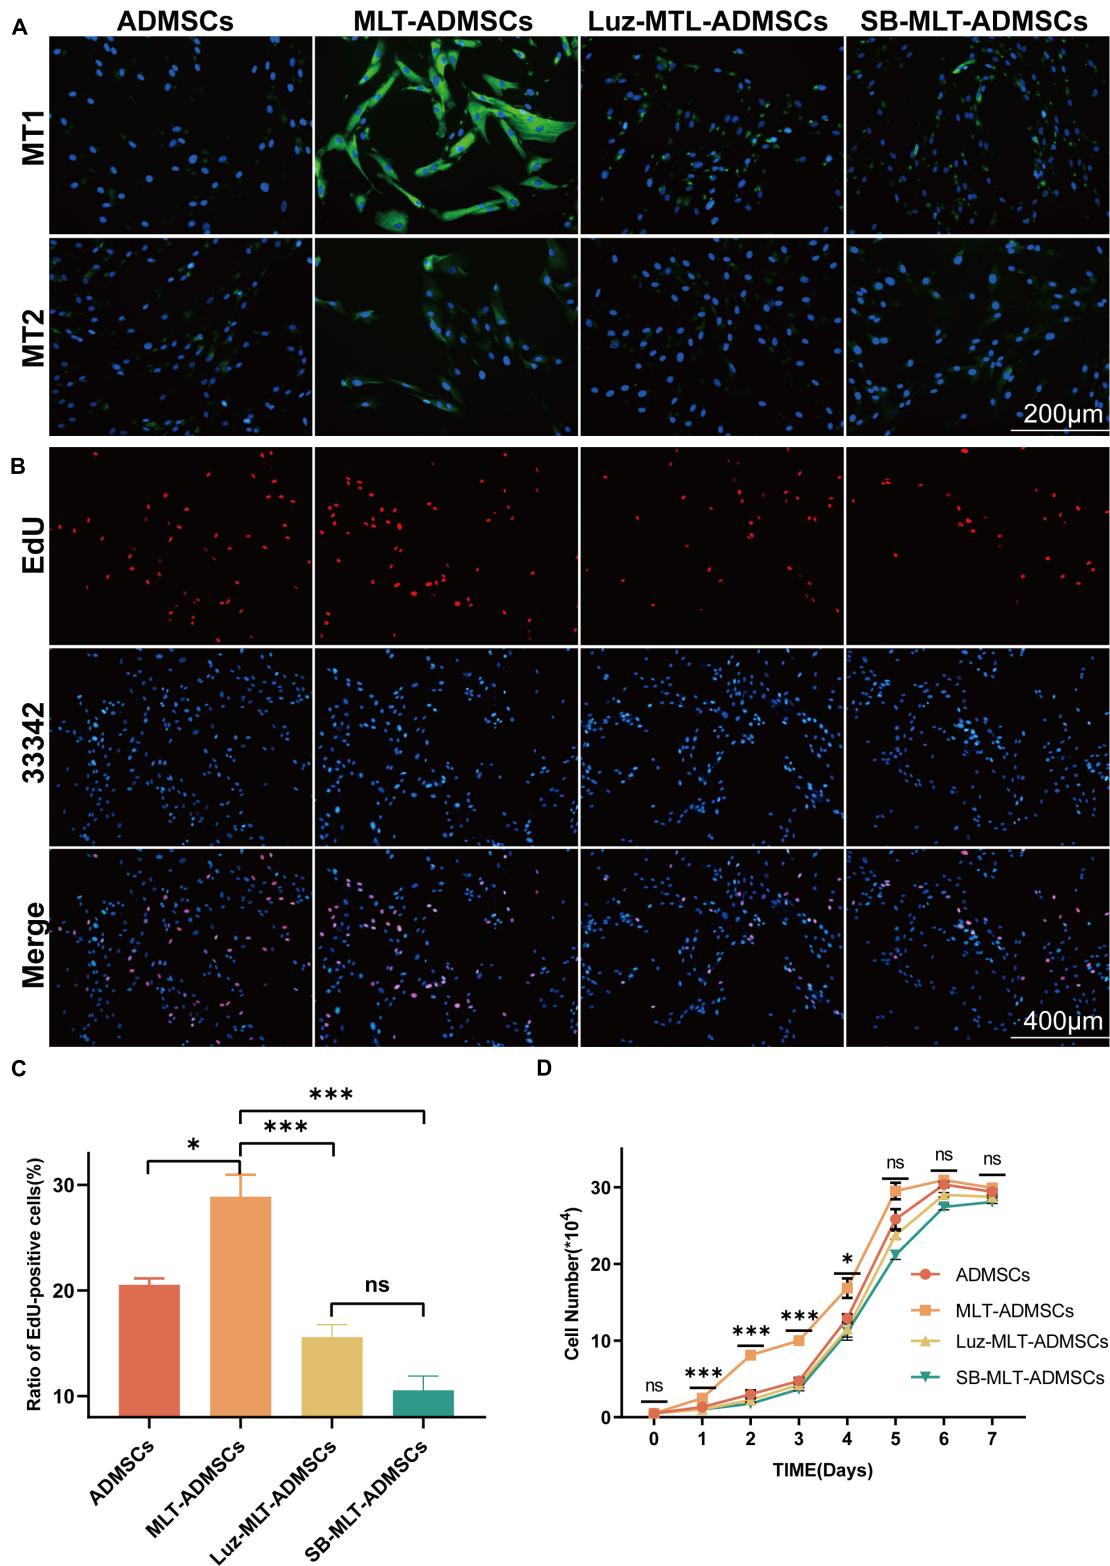 A
ADMSCs MLT-ADMSCs Luz-MTL-ADMSCs SB-MLT-ADMSCs
MT1
MT2
200μm
B
EdU
33342
Merge
400μm
C
Ratio of EdU-positive cells(%)
30
20
10
*
***
***
ns
ADMSCs
MLT-ADMSCs
Luz-MLT-ADMSCs
SB-MLT-ADMSCs
D
Cell Number(*10⁴)
30
20
10
0
ns
***
***
***
*
ns
ns
ns
ADMSCs
MLT-ADMSCs
Luz-MLT-ADMSCs
SB-MLT-ADMSCs
0 1 2 3 4 5 6 7
TIME(Days)